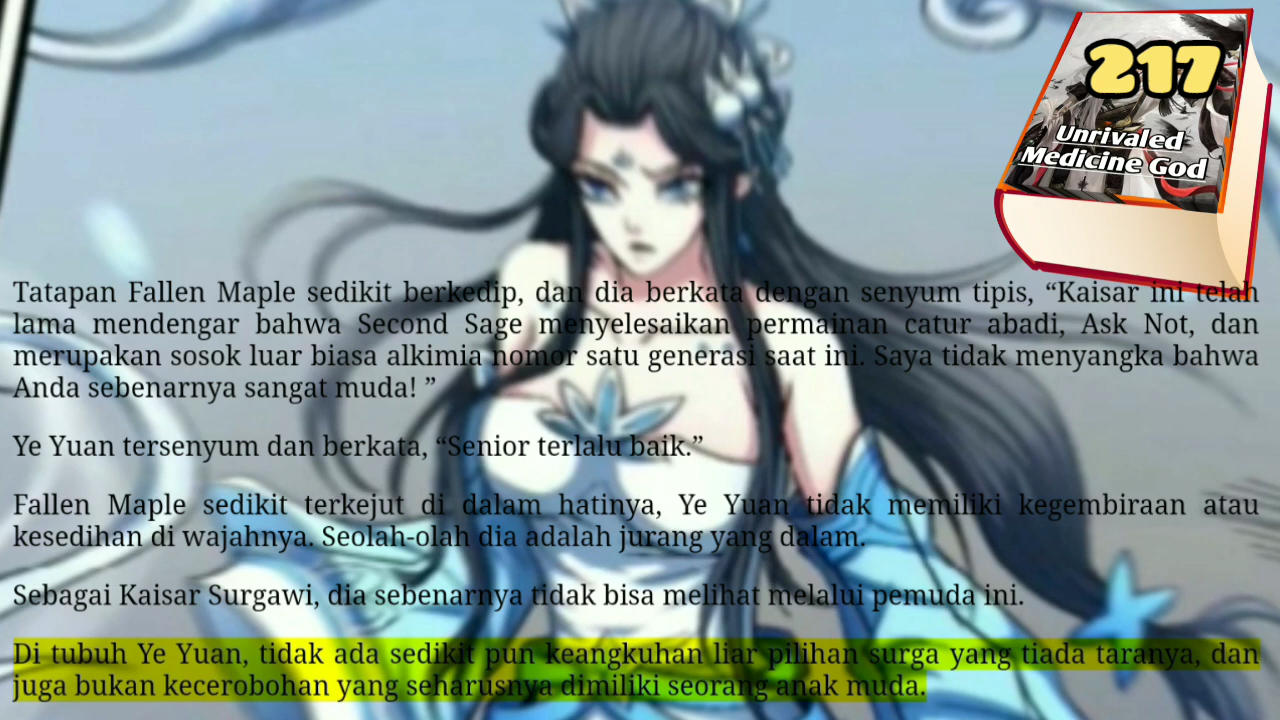 217
Unrivaled
Medicine God
Tatapan Fallen Maple sedikit berkedip, dan dia berkata dengan senyum tipis, “Kaisar ini telah
lama mendengar bahwa Second Sage menyelesaikan permainan catur abadi, Ask Not, dan
merupakan sosok luar biasa alkimia nomor satu generasi saat ini. Saya tidak menyangka bahwa
Anda sebenarnya sangat muda! ”
Ye Yuan tersenyum dan berkata, “Senior terlalu baik.”
Fallen Maple sedikit terkejut di dalam hatinya, Ye Yuan tidak memiliki kegembiraan atau
kesedihan di wajahnya. Seolah-olah dia adalah jurang yang dalam.
Sebagai Kaisar Surgawi, dia sebenarnya tidak bisa melihat melalui pemuda ini.
Di tubuh Ye Yuan, tidak ada sedikit pun keangkuhan liar pilihan surga yang tiada taranya, dan
juga bukan kecerobohan yang seharusnya dimiliki seorang anak muda.